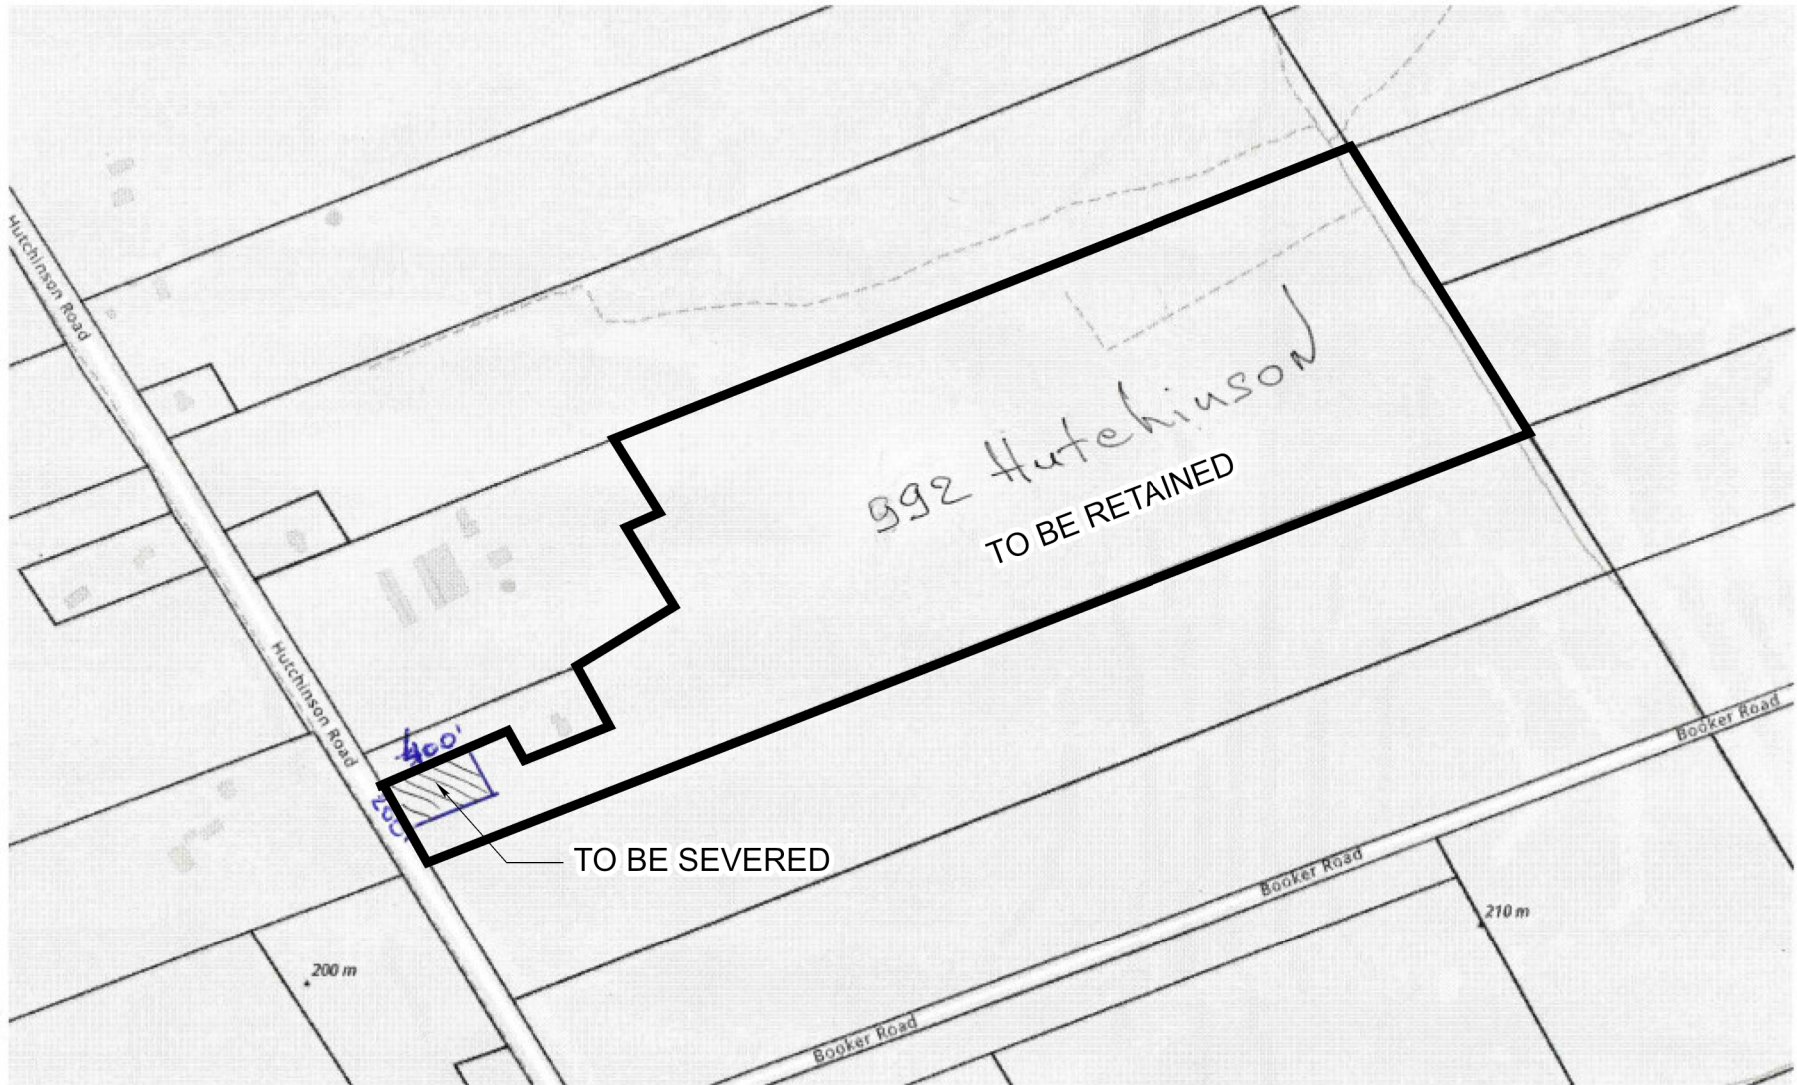 Hutchinson Road
992 Hutchinson
TO BE RETAINED
Hutchinson Road
400'
200'
TO BE SEVERED
Booker Road
Booker Road
210 m
200 m
Booker Road